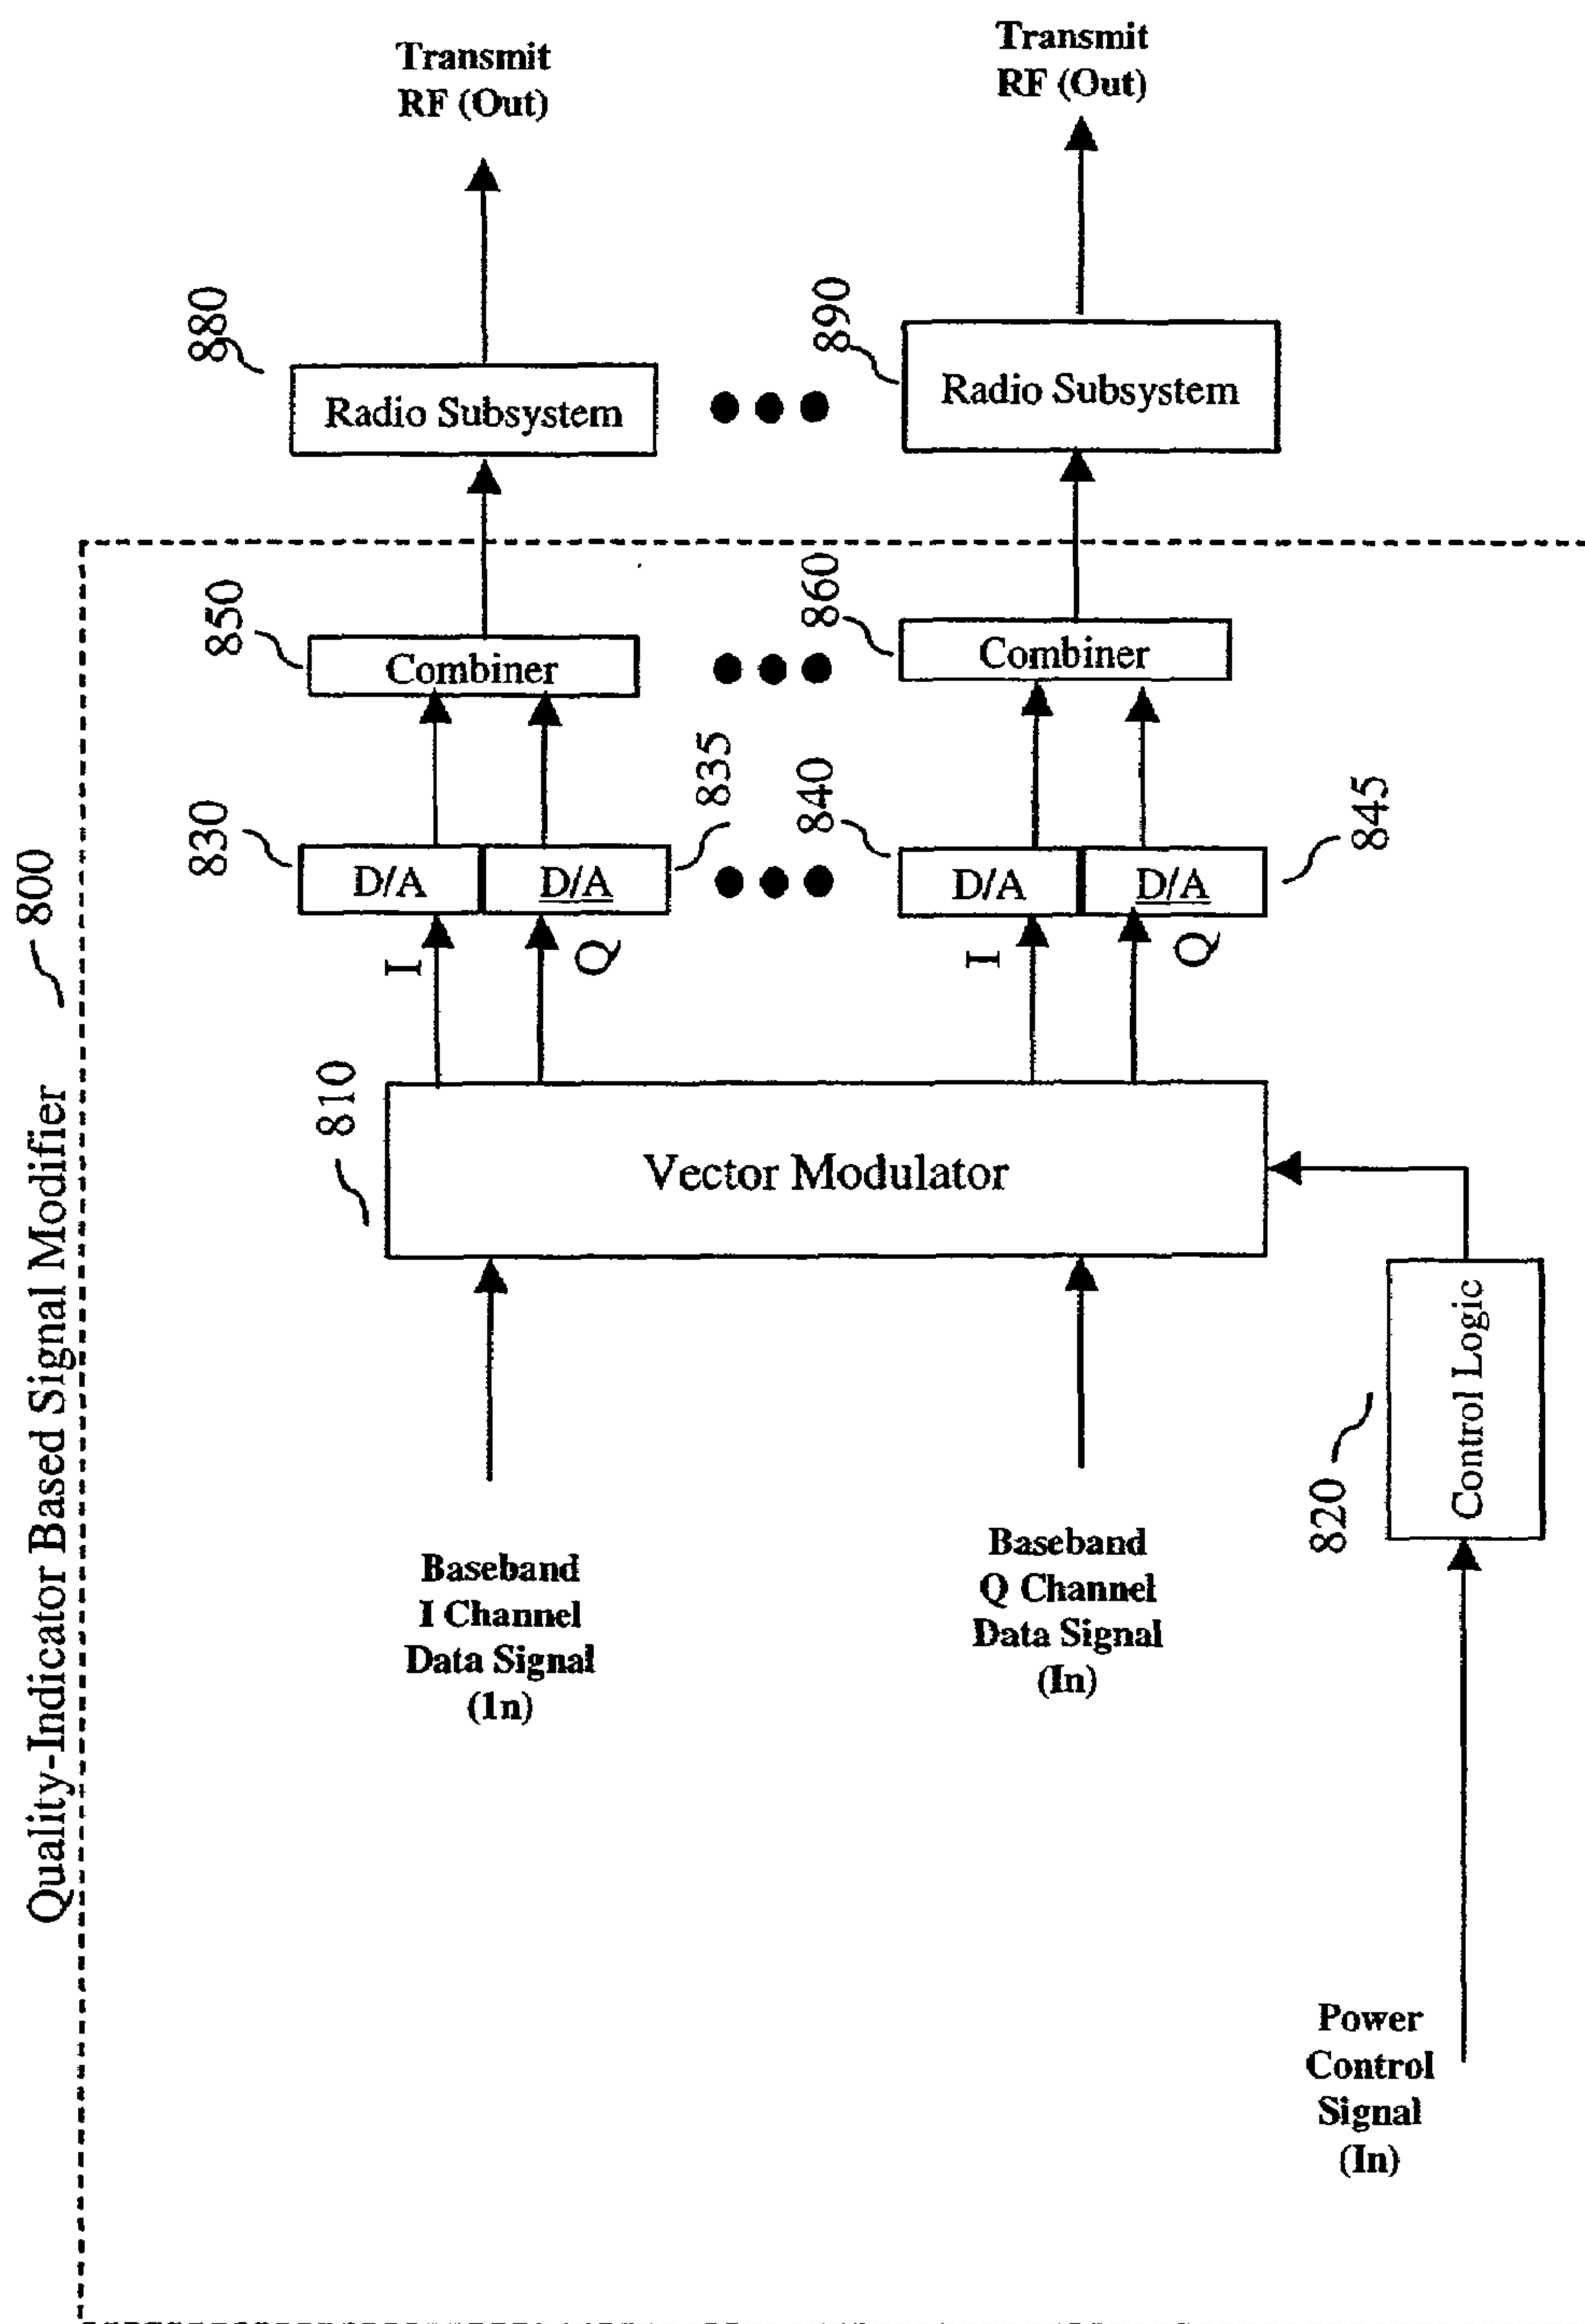 Quality-Indicator Based Signal Modifier
800
Transmit
RF (Out)
Transmit
RF (Out)
880
Radio Subsystem
890
Radio Subsystem
850
Combiner
860
Combiner
830
D/A
D/A
835
840
D/A
D/A
845
I
Q
I
Q
810
Vector Modulator
820
Control Logic
Baseband
I Channel
Data Signal
(1n)
Baseband
Q Channel
Data Signal
(In)
Power
Control
Signal
(In)